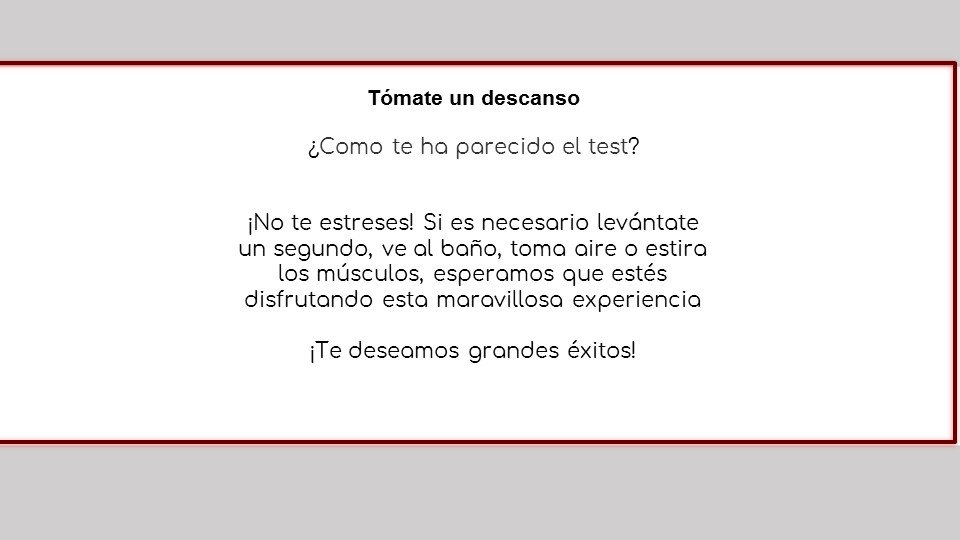 Tómate un descanso
¿Como te ha parecido el test?
¡No te estreses! Si es necesario levántate
un segundo, ve al baño, toma aire o estira
los músculos, esperamos que estés
disfrutando esta maravillosa experiencia
¡Te deseamos grandes éxitos!